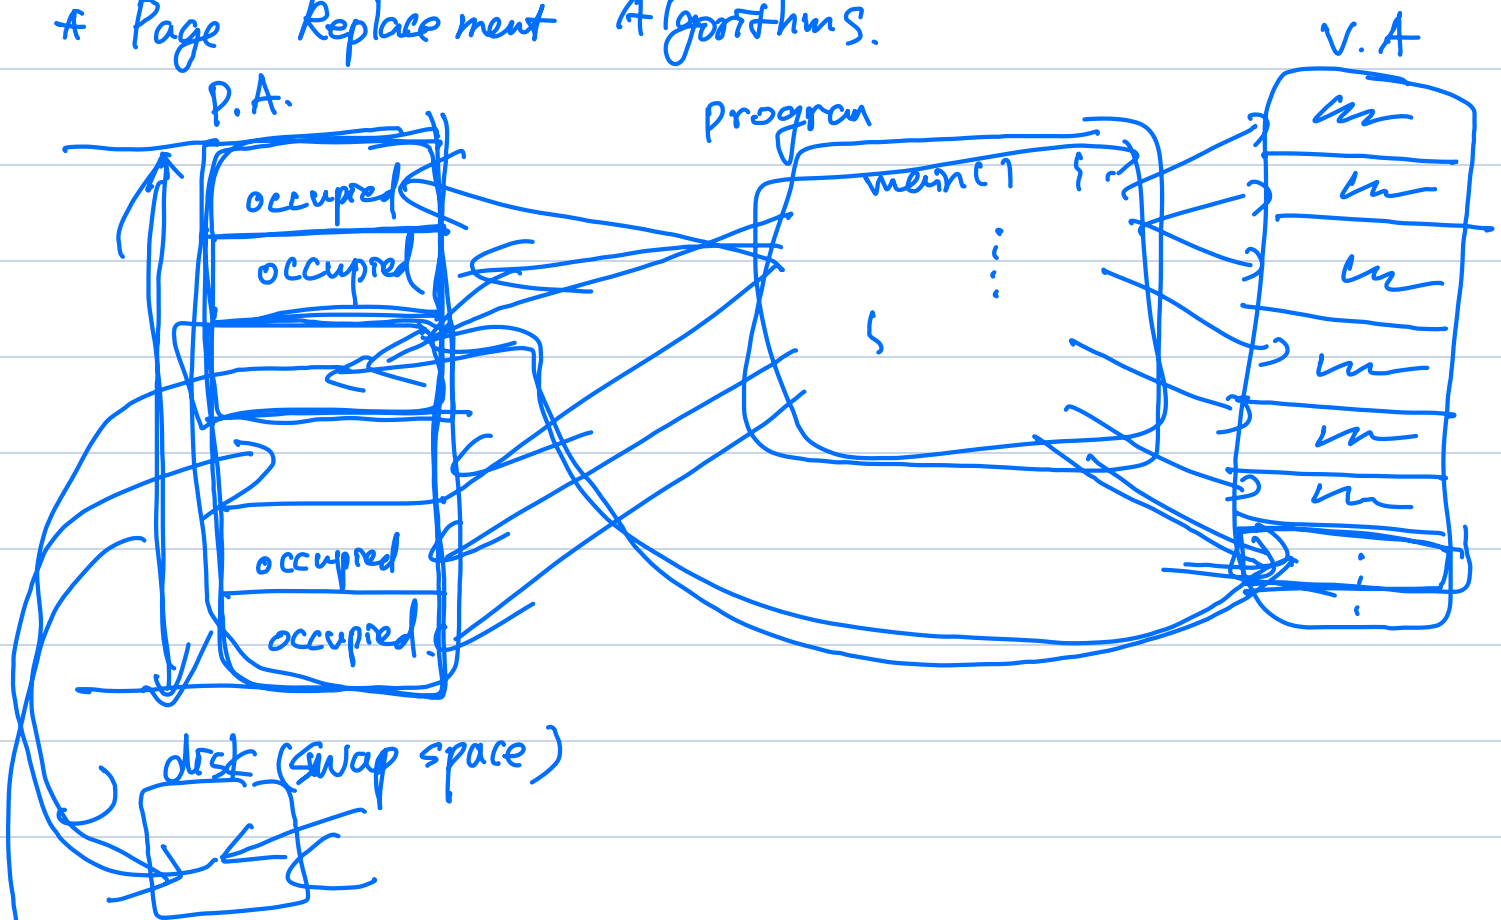 * Page Replacement Algorithms.
V.A
P.A.
program
occupied
main() {
occupied
}
occupied
occupied
disk (swap space)